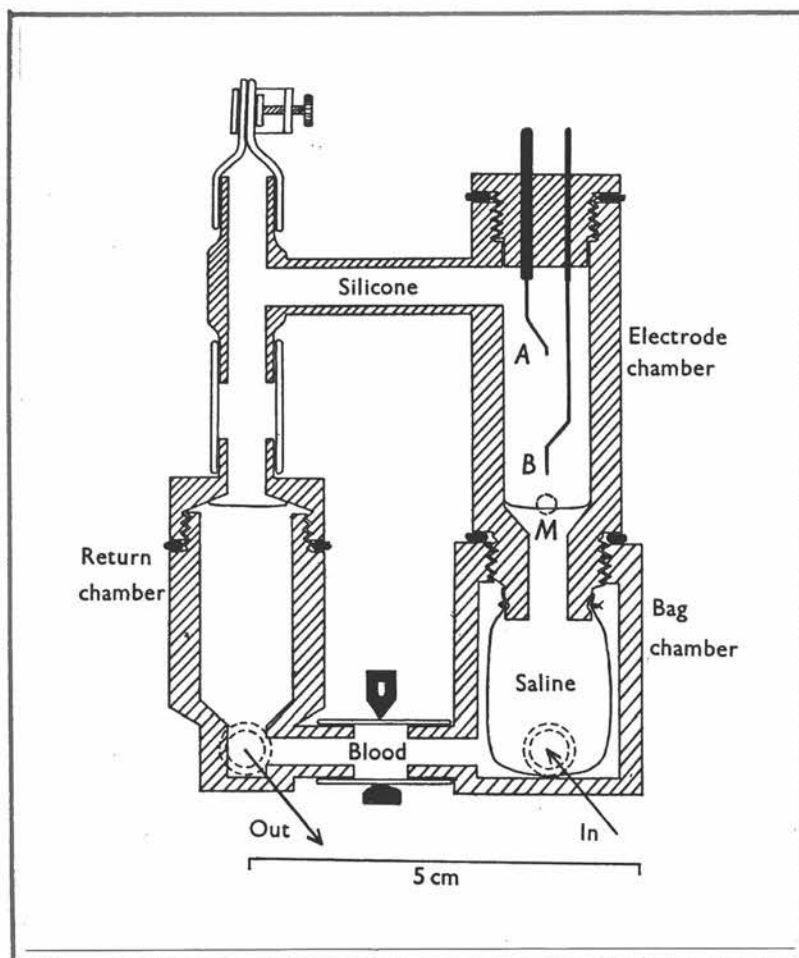 Silicone
A
Electrode
chamber
B
M
Return
chamber
Bag
chamber
Saline
Blood
Out
In
5 cm